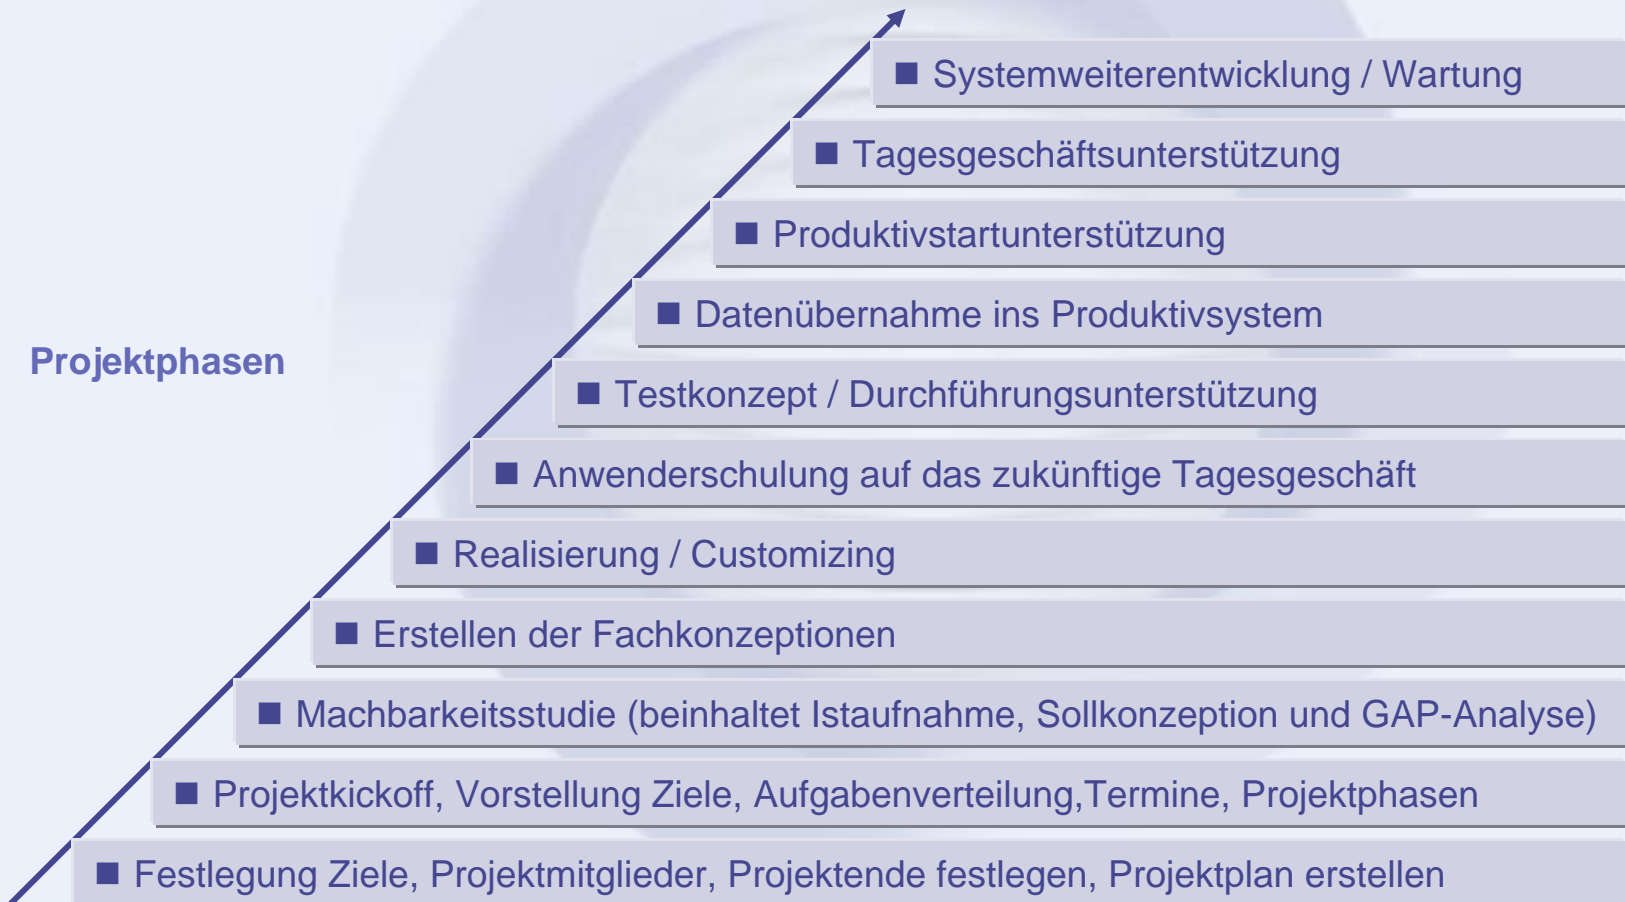 ■ Systemweiterentwicklung / Wartung
■ Tagesgeschäftsunterstützung
■ Produktivstartunterstützung
■ Datenübernahme ins Produktivsystem
Projektphasen
■ Testkonzept / Durchführungsunterstützung
■ Anwenderschulung auf das zukünftige Tagesgeschäft
■ Realisierung / Customizing
■ Erstellen der Fachkonzeptionen
■ Machbarkeitsstudie (beinhaltet Istaufnahme, Sollkonzeption und GAP-Analyse)
■ Projektkickoff, Vorstellung Ziele, Aufgabenverteilung,Termine, Projektphasen
■ Festlegung Ziele, Projektmitglieder, Projektende festlegen, Projektplan erstellen